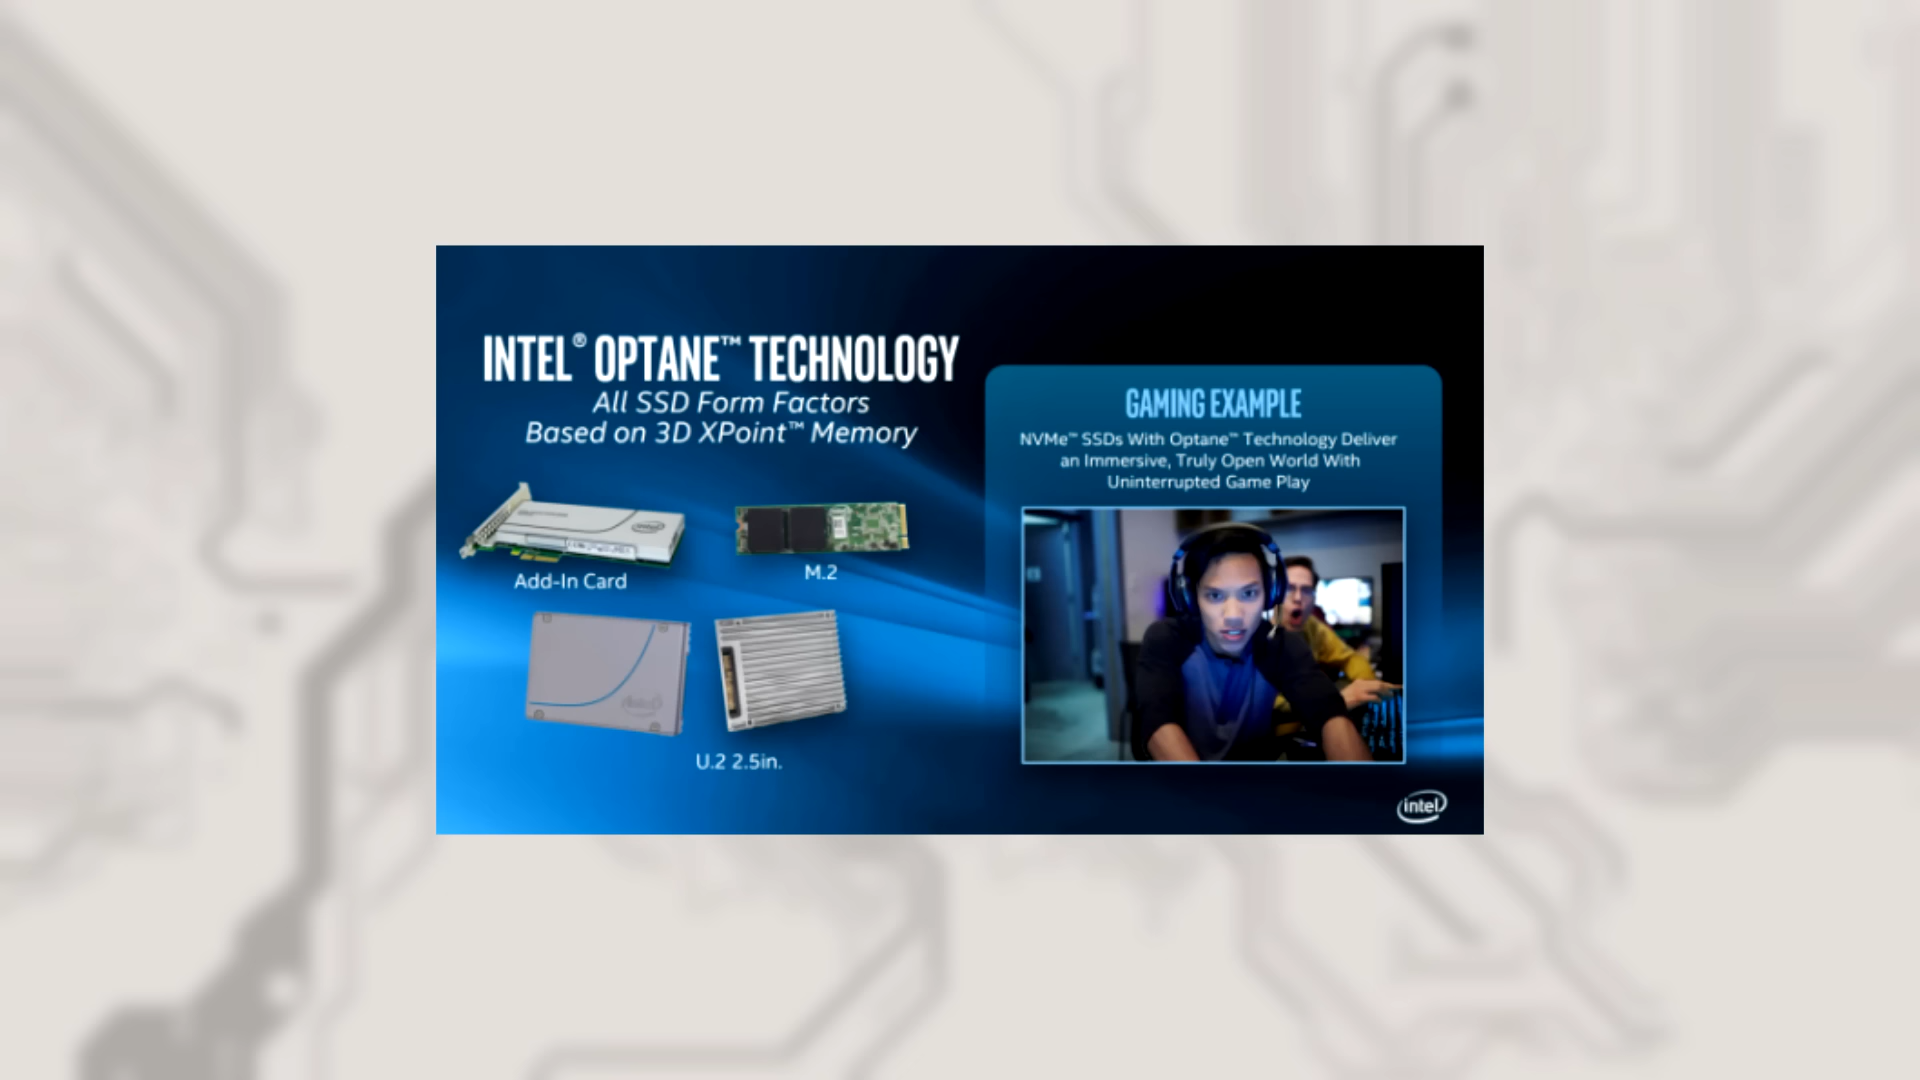 INTEL® OPTANE™ TECHNOLOGY
All SSD Form Factors
Based on 3D XPoint™ Memory
Add-In Card
M.2
U.2 2.5in.
GAMING EXAMPLE
NVMe™ SSDs With Optane™ Technology Deliver
an Immersive, Truly Open World With
Uninterrupted Game Play
intel